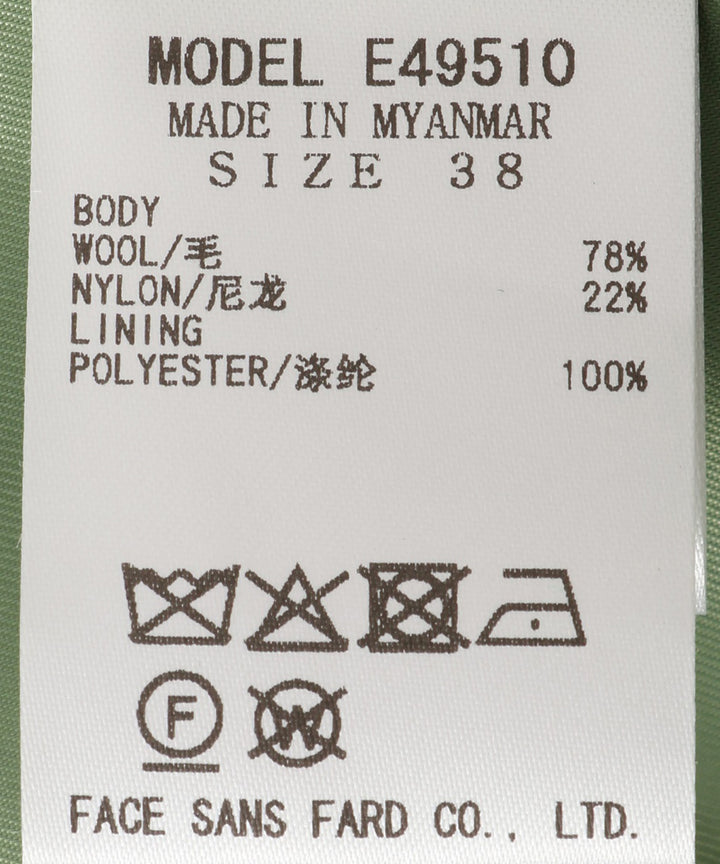 MODEL E49510
MADE IN MYANMAR
SIZE 38
BODY
WOOL/毛 78%
NYLON/尼龙 22%
LINING
POLYESTER/涤纶 100%
F W
FACE SANS FARD CO., LTD.